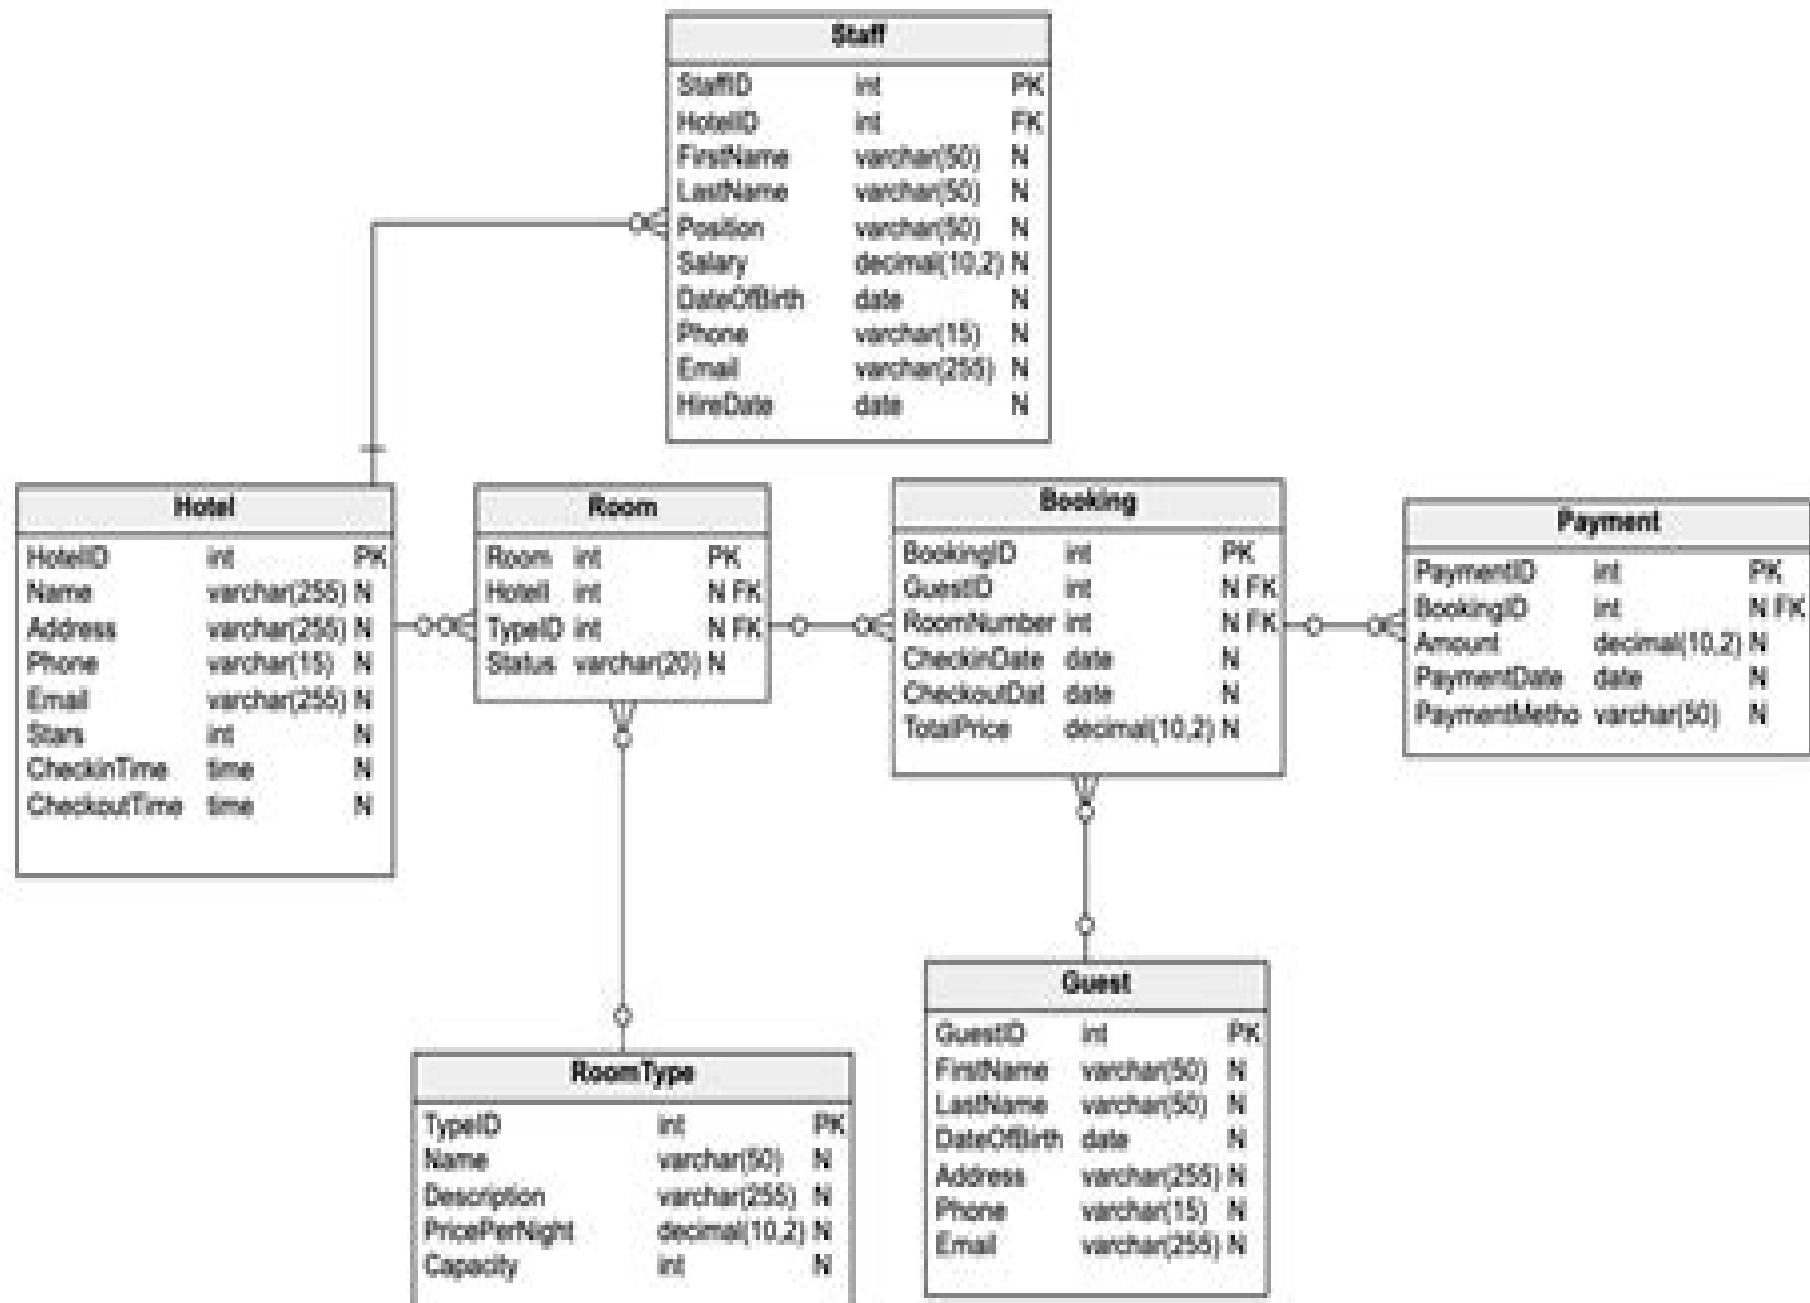 Staff
StaffID int PK
HotelID int FK
FirstName varchar(50) N
LastName varchar(50) N
Position varchar(50) N
Salary decimal(10,2) N
DateOfBirth date N
Phone varchar(15) N
Email varchar(255) N
HireDate date N
Hotel
HotelID int PK
Name varchar(255) N
Address varchar(255) N
Phone varchar(15) N
Email varchar(255) N
Stars int N
CheckinTime time N
CheckoutTime time N
Room
Room int PK
HotelI int N FK
TypeID int N FK
Status varchar(20) N
Booking
BookingID int PK
GuestID int N FK
RoomNumber int N FK
CheckinDate date N
CheckoutDat date N
TotalPrice decimal(10,2) N
Payment
PaymentID int PK
BookingID int N FK
Amount decimal(10,2) N
PaymentDate date N
PaymentMetho varchar(50) N
RoomType
TypeID int PK
Name varchar(50) N
Description varchar(255) N
PricePerNight decimal(10,2) N
Capacity int N
Guest
GuestID int PK
FirstName varchar(50) N
LastName varchar(50) N
DateOfBirth date N
Address varchar(255) N
Phone varchar(15) N
Email varchar(255) N